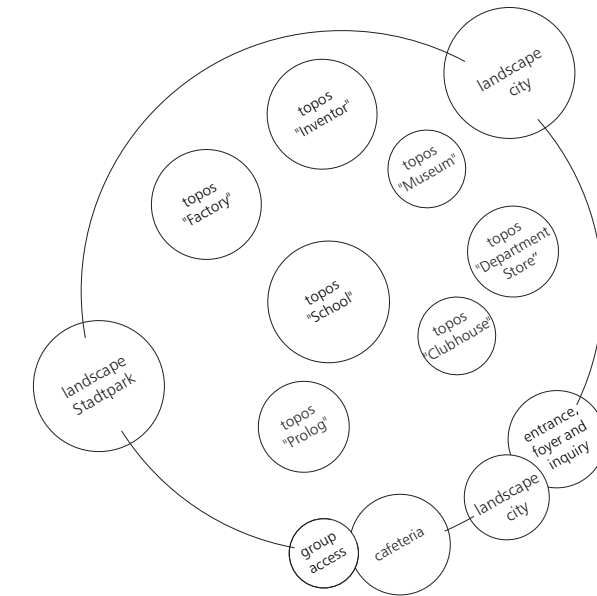 landscape
city
topos
"Inventor"
topos
"Museum"
topos
"Factory"
topos
"Department
Store"
topos
"School"
topos
"Clubhouse"
landscape
Stadtpark
topos
"Prolog"
entrance,
foyer and
inquiry
landscape
city
cafeteria
group
access